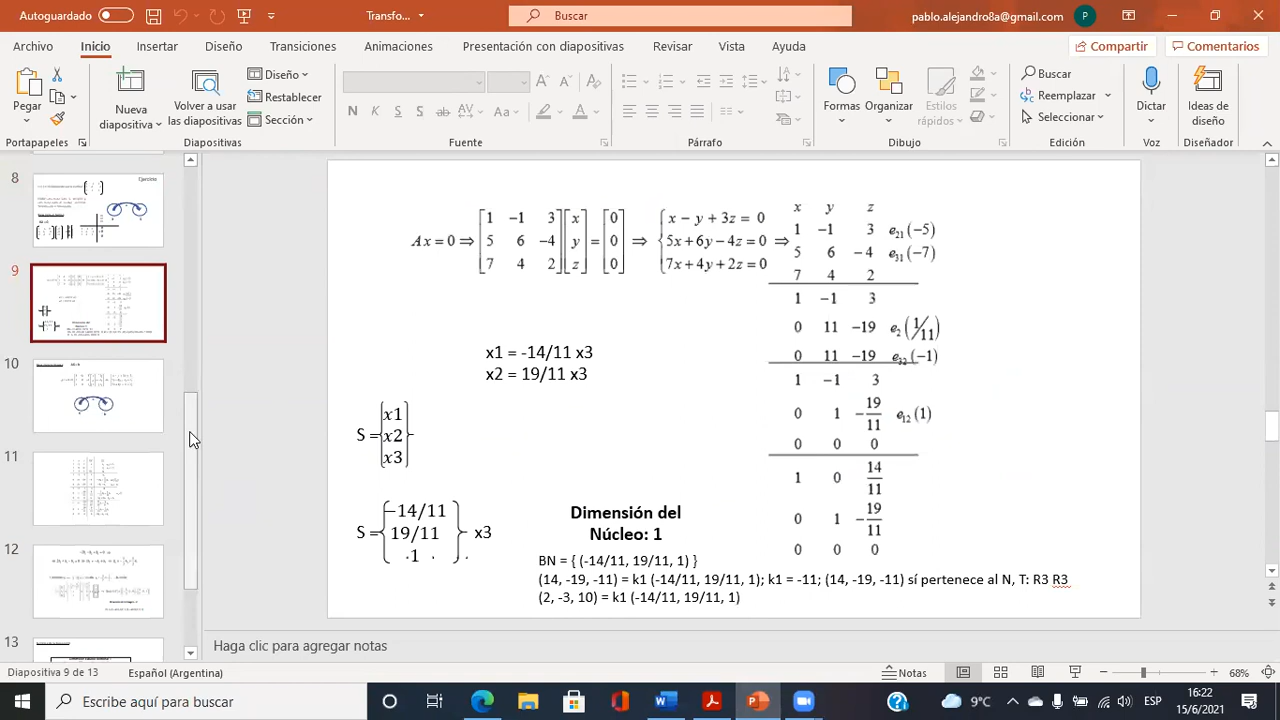 Autoguardado
Transfo...
Buscar
pablo.alejandro8a@gmail.com
P
Archivo Inicio Insertar Diseño Transiciones Animaciones Presentación con diapositivas Revisar Vista Ayuda Compartir Comentarios
Pegar
Nueva diapositiva
Volver a usar las diapositivas
Diseño
Restablecer
Sección
N K S S ab AV Aa A
Formas
Organizar
Estilos rápidos
Buscar
Reemplazar
Seleccionar
Dictar
Ideas de diseño
Portapapeles Diapositivas Fuente Párrafo Dibujo Edición Voz Diseñador
8
9
10
11
12
13
Ax = 0 ⇒ [1 -1 3; 5 6 -4; 7 4 2] [x; y; z] = [0; 0; 0] ⇒ { x - y + 3z = 0
5x + 6y - 4z = 0 ⇒
7x + 4y + 2z = 0
x y z
1 -1 3 e21(-5)
5 6 -4 e31(-7)
7 4 2
1 -1 3
0 11 -19 e2(1/11)
0 11 -19 e32(-1)
1 -1 3
0 1 -19/11 e12(1)
0 0 0
1 0 14/11
0 1 -19/11
0 0 0
x1 = -14/11 x3
x2 = 19/11 x3
S = {x1
x2
x3}
S = {-14/11
19/11
1} x3
Dimensión del
Núcleo: 1
BN = { (-14/11, 19/11, 1) }
(14, -19, -11) = k1 (-14/11, 19/11, 1); k1 = -11; (14, -19, -11) sí pertenece al N, T: R3 R3
(2, -3, 10) = k1 (-14/11, 19/11, 1)
Haga clic para agregar notas
Diapositiva 9 de 13 Español (Argentina) Notas 68%
Escribe aquí para buscar
9°C
ESP
16:22
15/6/2021